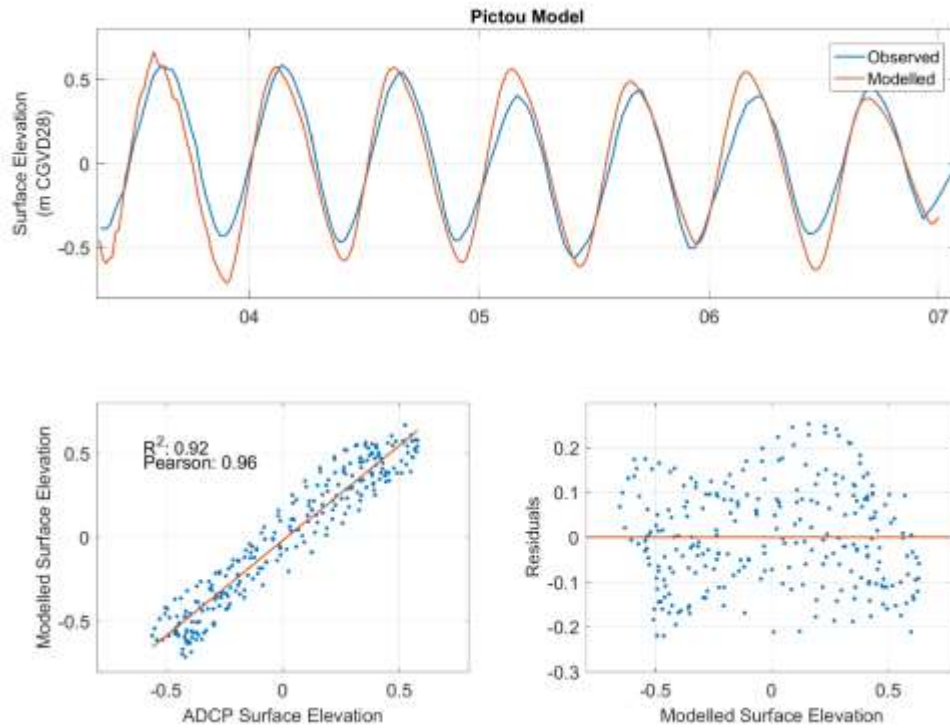 Pictou Model
Surface Elevation
(m CGVD28)
0.5
0
-0.5
Observed
Modelled
04
05
06
07
Modelled Surface Elevation
0.5
0
-0.5
R2: 0.92
Pearson: 0.96
-0.5
0
0.5
ADCP Surface Elevation
Residuals
0.2
0.1
0
-0.1
-0.2
-0.3
-0.5
0
0.5
Modelled Surface Elevation